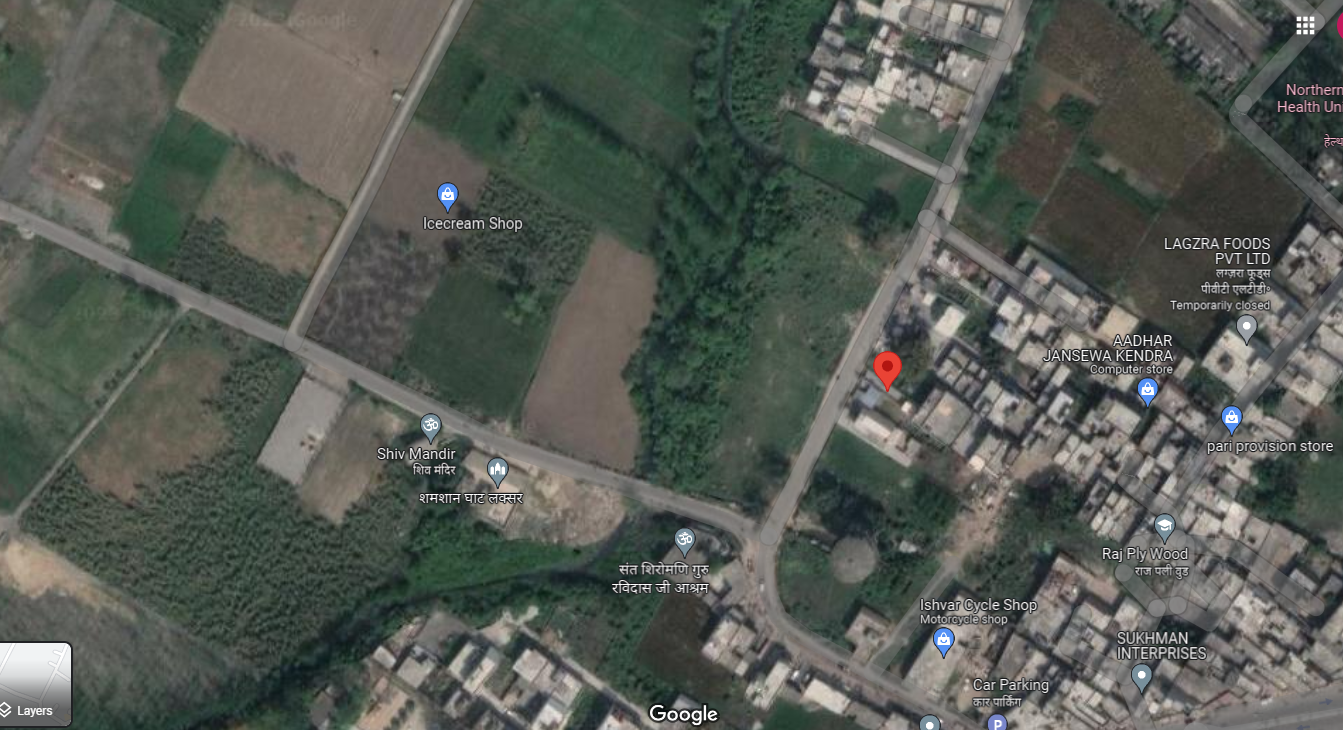 Northern
Health Un
हेल्थ
Icecream Shop
LAGZRA FOODS
PVT LTD
लग्ज़रा फूड्स
पीवीटी एलटीडी॰
Temporarily closed
AADHAR
JANSEWA KENDRA
Computer store
pari provision store
Shiv Mandir
शिव मंदिर
शमशान घाट लक्सर
संत शिरोमणि गुरु
रविदास जी आश्रम
Raj Ply Wood
राज प्ली वुड
Ishvar Cycle Shop
Motorcycle shop
SUKHMAN
INTERPRISES
Car Parking
कार पार्किंग
P
Layers
Google